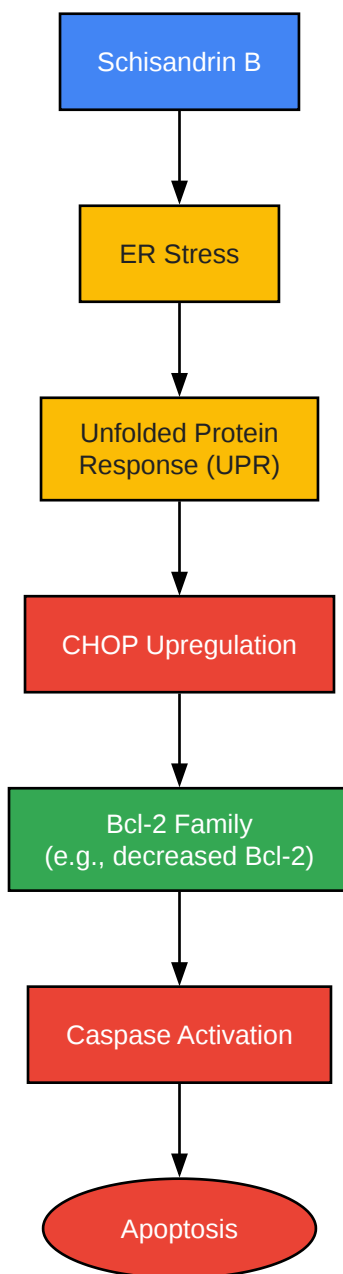 Schisandrin B
ER Stress
Unfolded Protein
Response (UPR)
CHOP Upregulation
Bcl-2 Family
(e.g., decreased Bcl-2)
Caspase Activation
Apoptosis